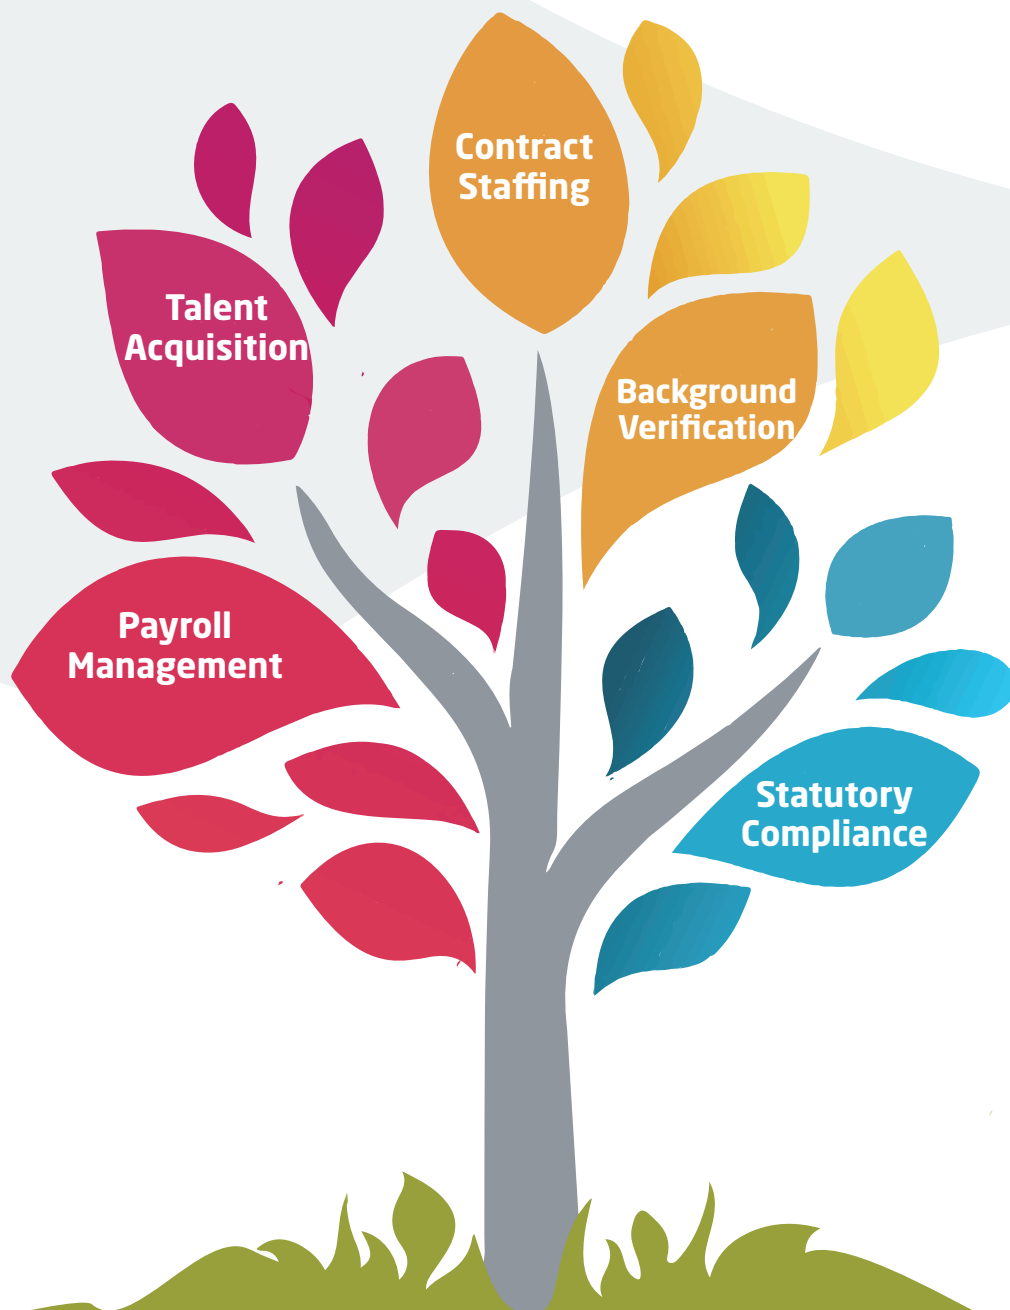 Contract
Staffing
Talent
Acquisition
Background
Verification
Payroll
Management
Statutory
Compliance